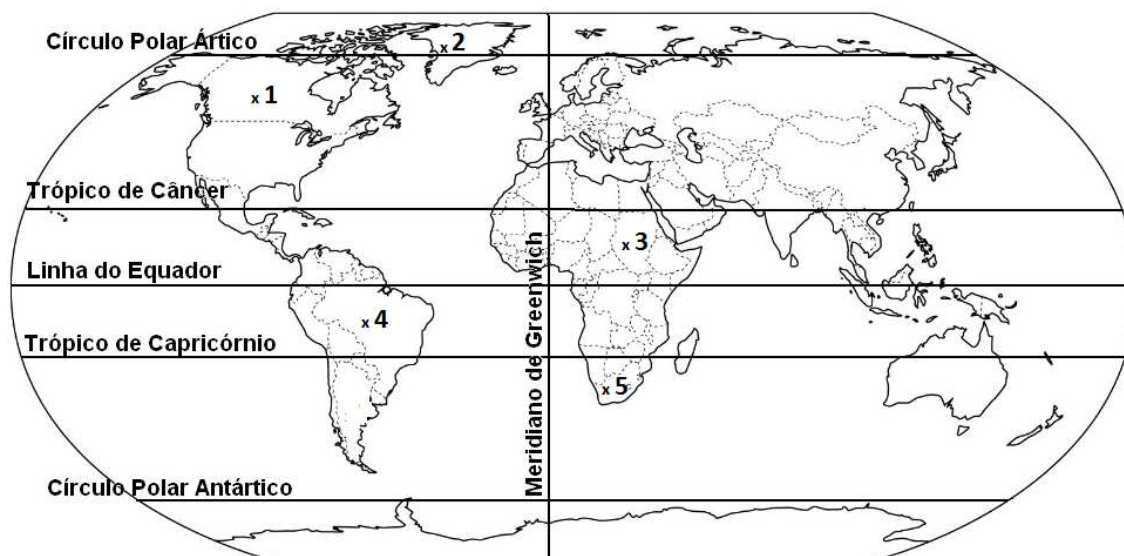 Círculo Polar Ártico
x 2
x 1
Trópico de Câncer
x 3
Linha do Equador
x 4
Trópico de Capricórnio
x 5
Meridiano de Greenwich
Círculo Polar Antártico